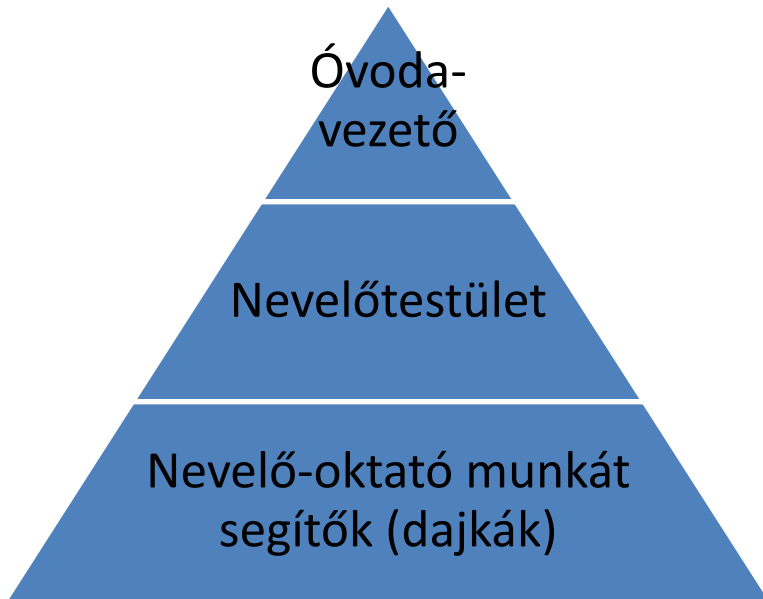 Óvoda-
vezető
Nevelőtestület
Nevelő-oktató munkát
segítők (dajkák)